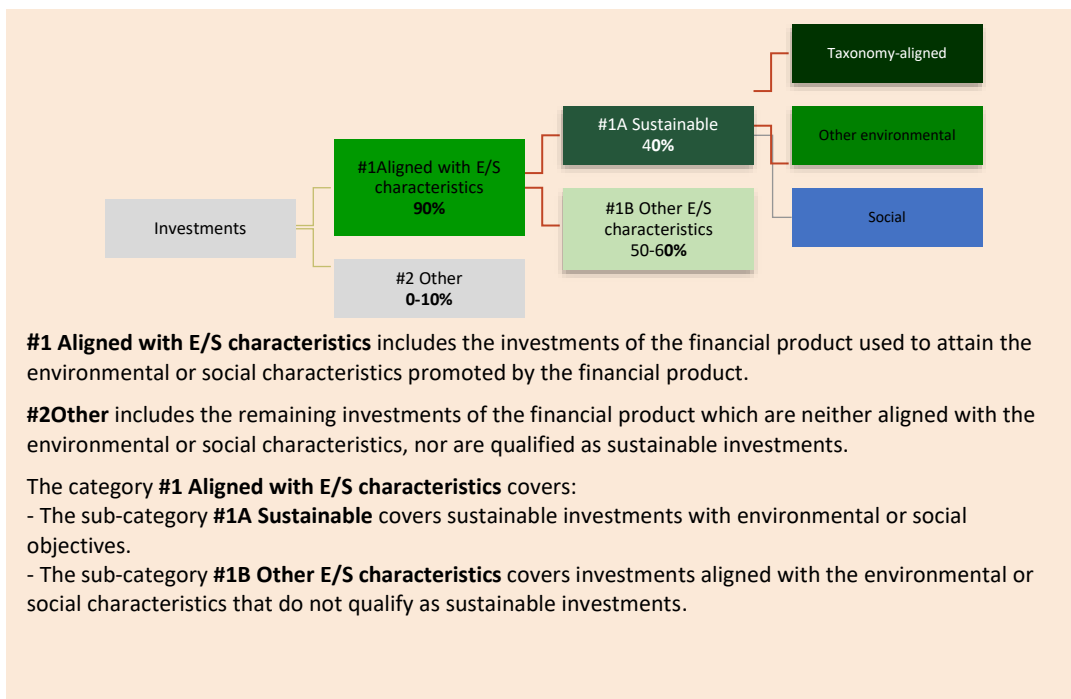 Taxonomy-aligned
#1A Sustainable
40%
Other environmental
#1Aligned with E/S
characteristics
90%
#1B Other E/S
characteristics
50-60%
Social
Investments
#2 Other
0-10%
#1 Aligned with E/S characteristics includes the investments of the financial product used to attain the
environmental or social characteristics promoted by the financial product.
#2Other includes the remaining investments of the financial product which are neither aligned with the
environmental or social characteristics, nor are qualified as sustainable investments.
The category #1 Aligned with E/S characteristics covers:
- The sub-category #1A Sustainable covers sustainable investments with environmental or social
objectives.
- The sub-category #1B Other E/S characteristics covers investments aligned with the environmental or
social characteristics that do not qualify as sustainable investments.